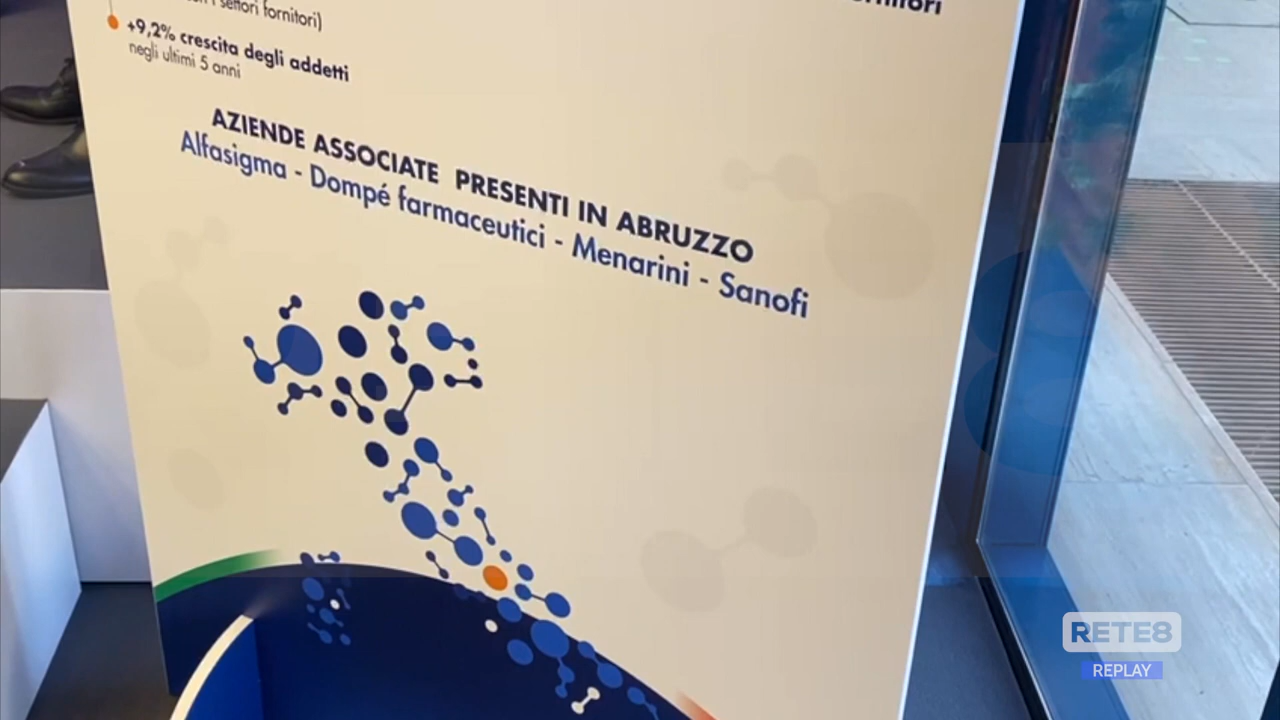 settori fornitori)
+9,2% crescita degli addetti
negli ultimi 5 anni
AZIENDE ASSOCIATE PRESENTI IN ABRUZZO
Alfasigma - Dompé farmaceutici - Menarini - Sanofi
RETE8
REPLAY